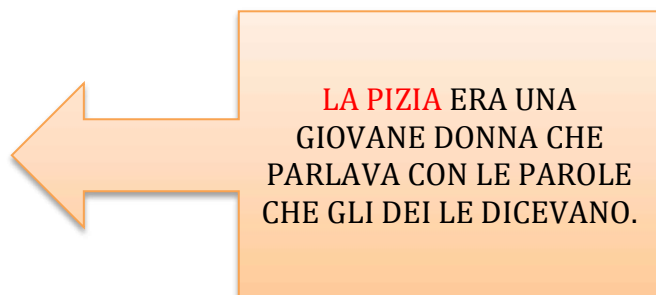 LA PIZIA ERA UNA
GIOVANE DONNA CHE
PARLAVA CON LE PAROLE
CHE GLI DEI LE DICEVANO.